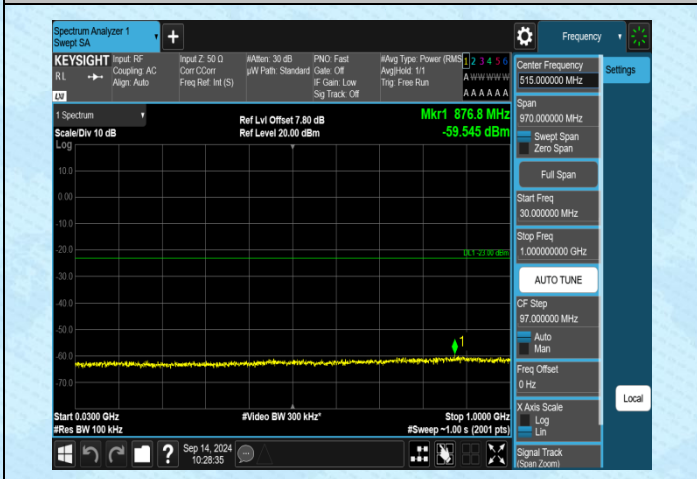 Spectrum Analyzer 1
Swept SA
Frequency
KEYSIGHT
RL
LXI
Input: RF
Coupling: AC
Align: Auto
Input Z: 50 Ω
Corr CCorr
Freq Ref: Int (S)
#Atten: 30 dB
µW Path: Standard
PNO: Fast
Gate: Off
IF Gain: Low
Sig Track: Off
#Avg Type: Power (RMS
Avg|Hold: 1/1
Trig: Free Run
1 2 3 4 5 6
A W W W W W
A A A A A A
1 Spectrum
Scale/Div 10 dB
Ref Lvl Offset 7.80 dB
Ref Level 20.00 dBm
Mkr1 876.8 MHz
-59.545 dBm
Log
10.0
0.00
-10.0
-20.0
DL1 -23.00 dBm
-30.0
-40.0
-50.0
1
-60.0
-70.0
Start 0.0300 GHz
#Res BW 100 kHz
#Video BW 300 kHz*
Stop 1.0000 GHz
#Sweep ~1.00 s (2001 pts)
Sep 14, 2024
10:28:35
?
Center Frequency
515.000000 MHz
Settings
Span
970.000000 MHz
Swept Span
Zero Span
Full Span
Start Freq
30.000000 MHz
Stop Freq
1.000000000 GHz
AUTO TUNE
CF Step
97.000000 MHz
Auto
Man
Freq Offset
0 Hz
X Axis Scale
Log
Lin
Local
Signal Track
(Span Zoom)